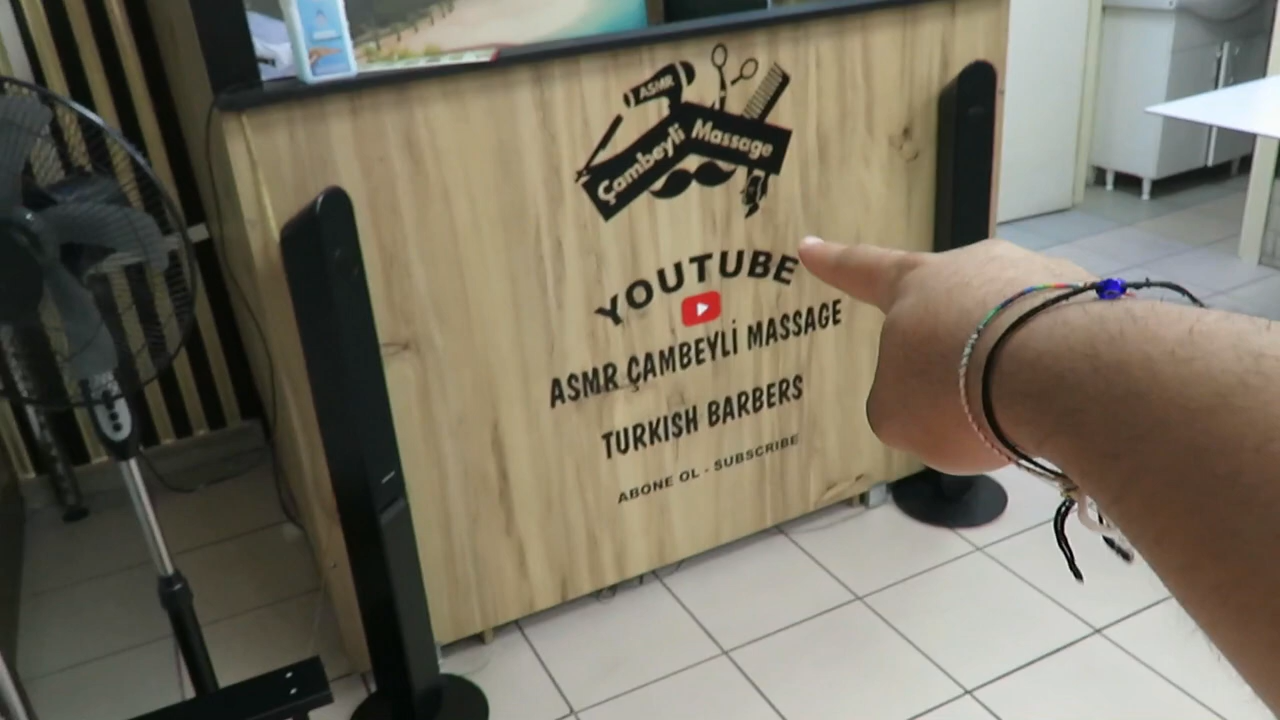 ASMR
Çambeyli Massage
YOUTUBE
ASMR ÇAMBEYLİ MASSAGE
TURKISH BARBERS
ABONE OL - SUBSCRIBE